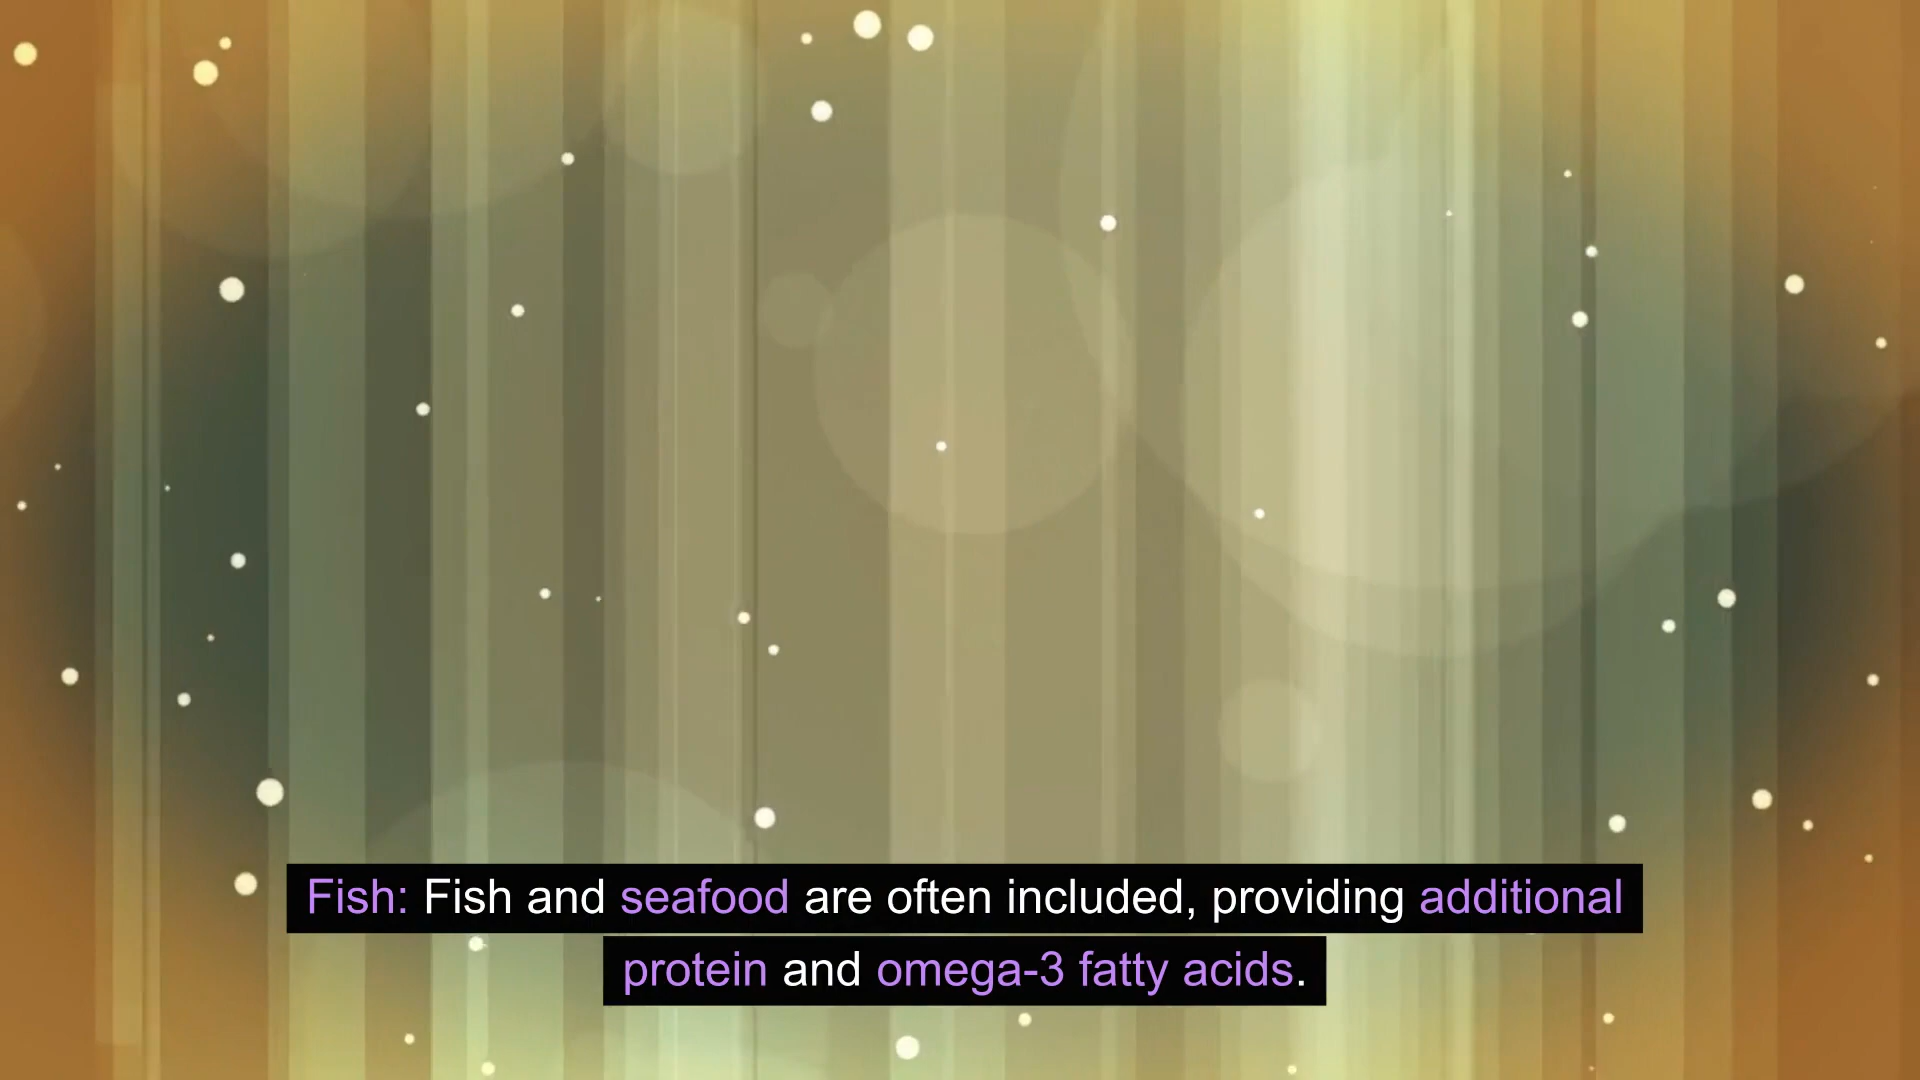 Fish: Fish and seafood are often included, providing additional
protein and omega-3 fatty acids.